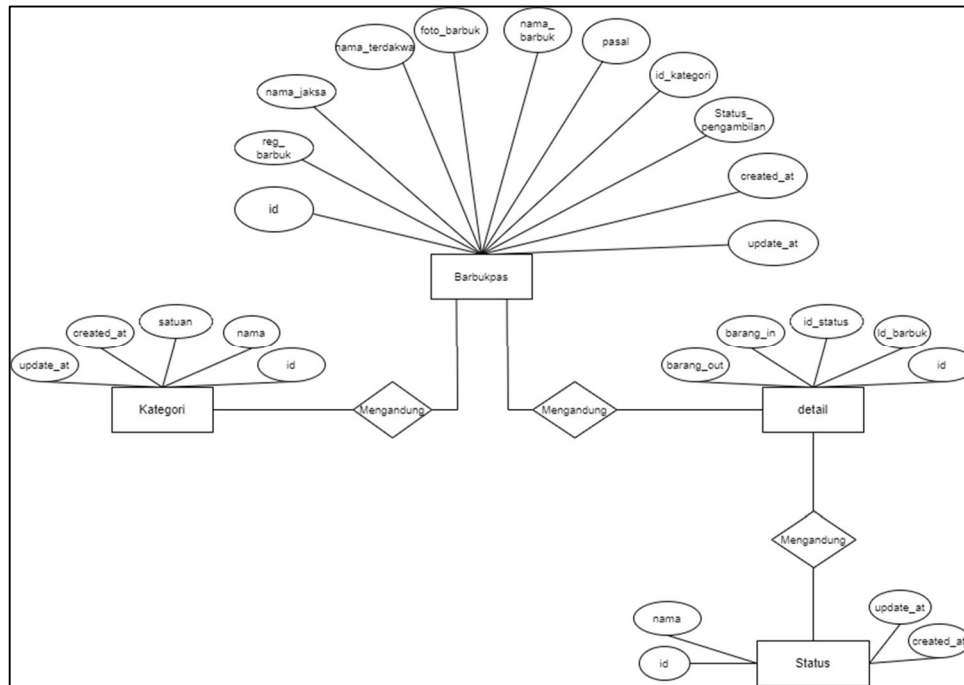 nama_terdakwa
foto_barbuk
nama_
barbuk
pasal
id_kategori
nama_jaksa
Status_
pengambilan
reg_
barbuk
created_at
id
update_at
Barbukpas
update_at
created_at
satuan
nama
id
Kategori
Mengandung
Mengandung
barang_out
barang_in
id_status
Id_barbuk
id
detail
Mengandung
nama
id
Status
update_at
created_at